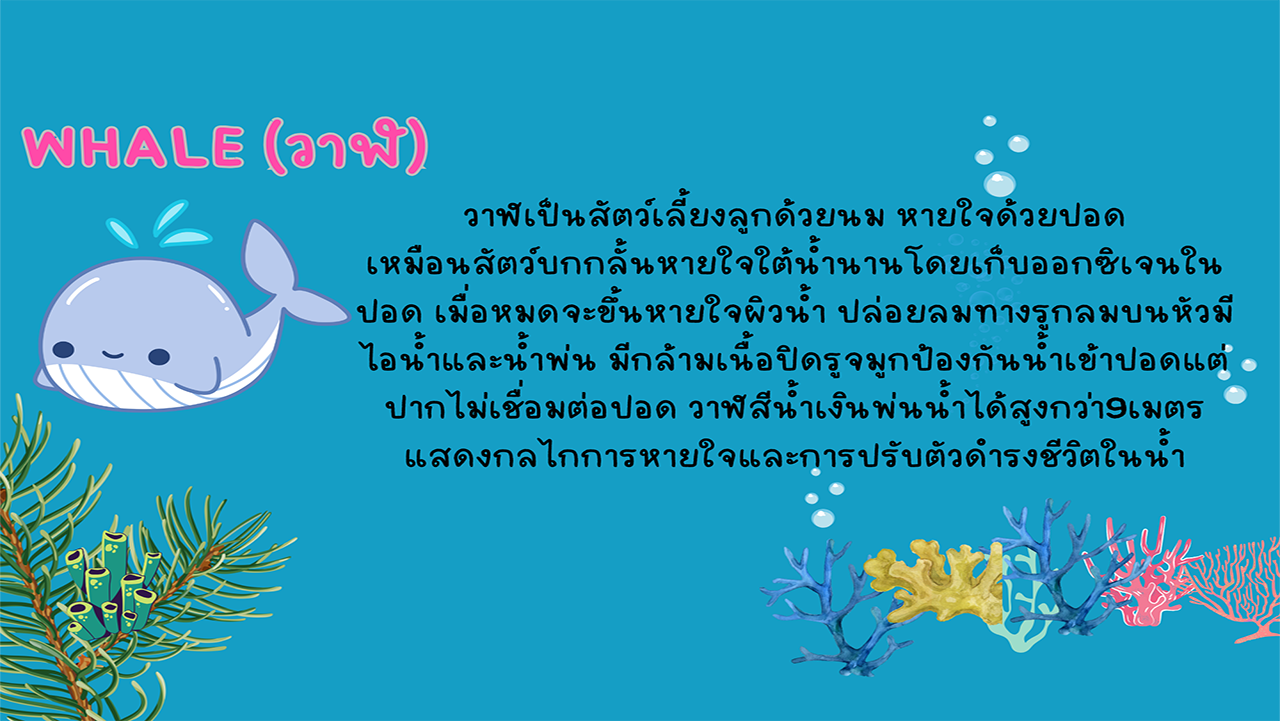 WHALE (วาฬ)
วาฬเป็นสัตว์เลี้ยงลูกด้วยนม หายใจด้วยปอด
เหมือนสัตว์บกกลั้นหายใจใต้น้ำนานโดยเก็บออกซิเจนใน
ปอด เมื่อหมดจะขึ้นหายใจผิวน้ำ ปล่อยลมทางรูกลมบนหัวมี
ไอน้ำและน้ำพ่น มีกล้ามเนื้อปิดรูจมูกป้องกันน้ำเข้าปอดแต่
ปากไม่เชื่อมต่อปอด วาฬสีน้ำเงินพ่นน้ำได้สูงกว่า9เมตร
แสดงกลไกการหายใจและการปรับตัวดำรงชีวิตในน้ำ